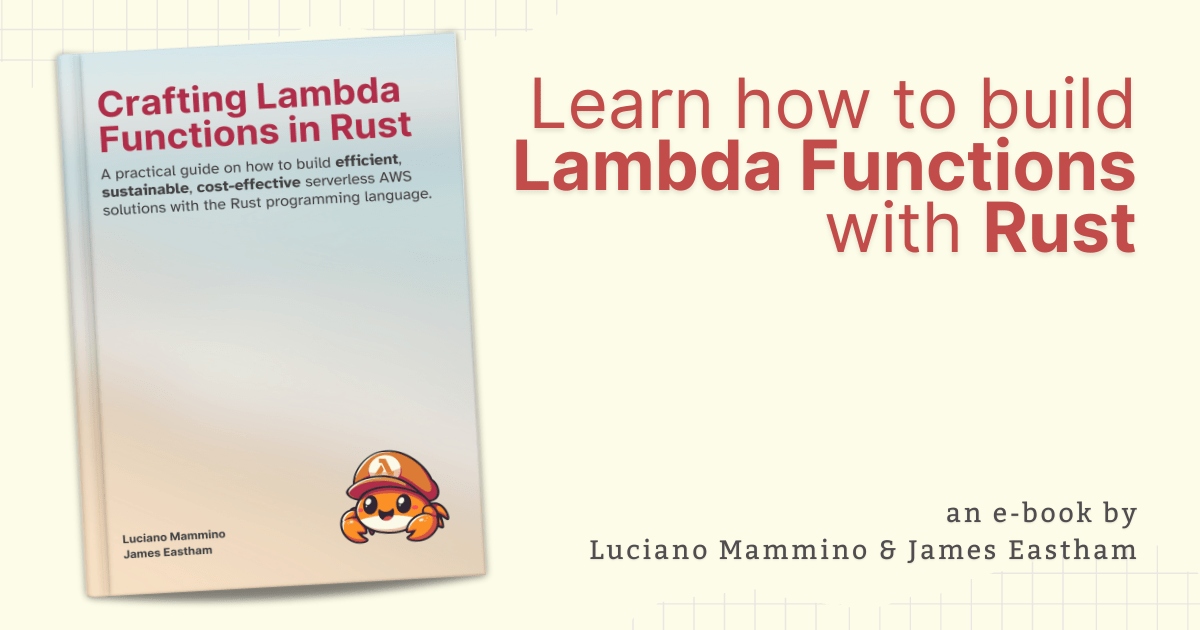 Crafting Lambda
Functions in Rust
A practical guide on how to build efficient,
sustainable, cost-effective serverless AWS
solutions with the Rust programming language.
λ
Luciano Mammino
James Eastham
Learn how to build
Lambda Functions
with Rust
an e-book by
Luciano Mammino & James Eastham